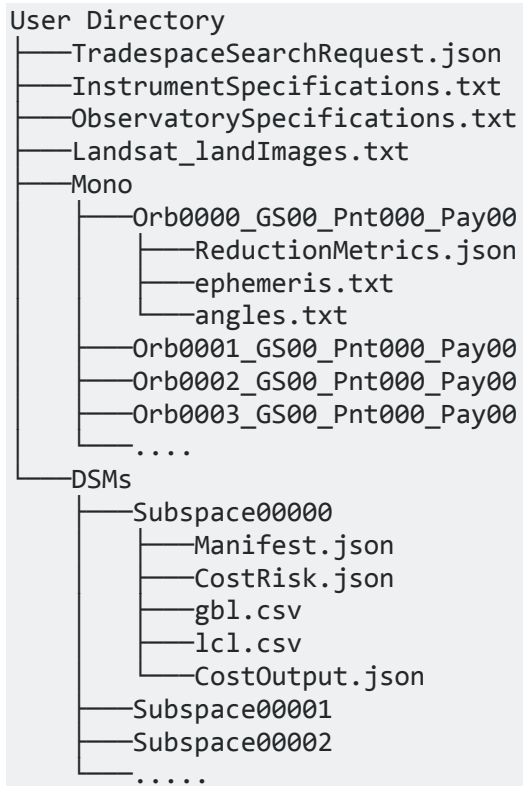 User Directory
├───TradespaceSearchRequest.json
├───InstrumentSpecifications.txt
├───ObservatorySpecifications.txt
├───Landsat_landImages.txt
├───Mono
│   ├───Orb0000_GS00_Pnt000_Pay00
│   │   ├───ReductionMetrics.json
│   │   ├───ephemeris.txt
│   │   └───angles.txt
│   ├───Orb0001_GS00_Pnt000_Pay00
│   ├───Orb0002_GS00_Pnt000_Pay00
│   ├───Orb0003_GS00_Pnt000_Pay00
│   └───....
└───DSMs
    ├───Subspace00000
    │   ├───Manifest.json
    │   ├───CostRisk.json
    │   ├───gbl.csv
    │   ├───lcl.csv
    │   └───CostOutput.json
    ├───Subspace00001
    ├───Subspace00002
    └───.....